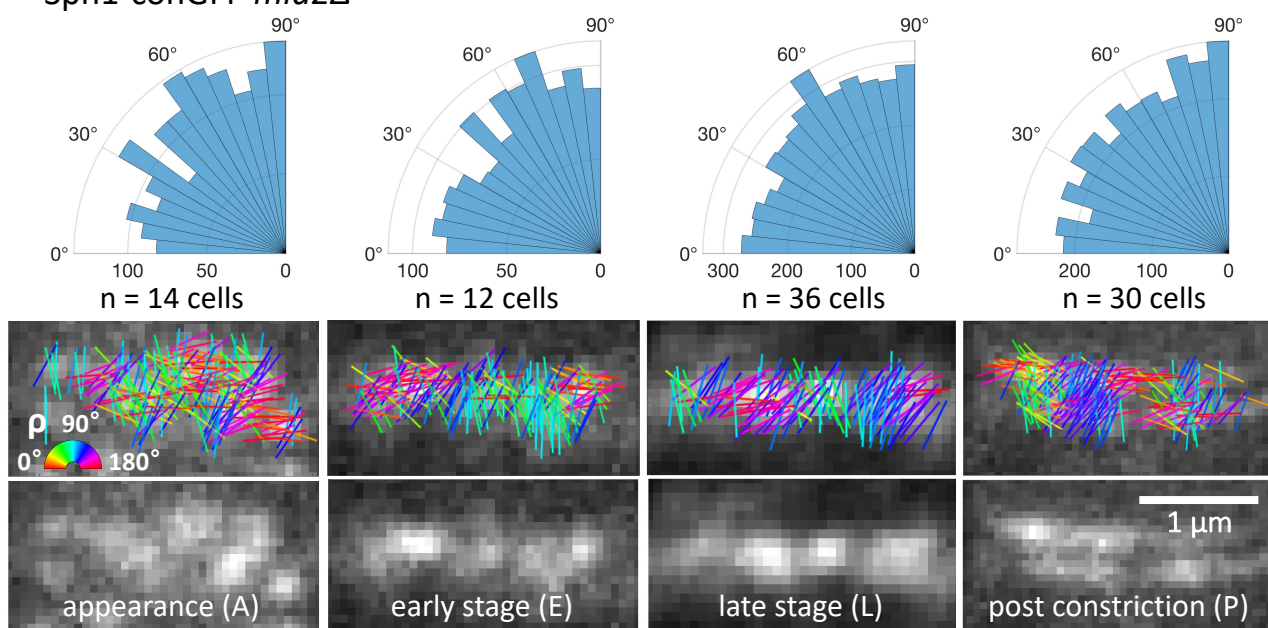 90° 90° 90° 90°
60° 60° 60° 60°
30° 30° 30° 30°
0° 0° 0° 0°
100 50 0 100 50 0 300 200 100 0 200 100 0
n = 14 cells n = 12 cells n = 36 cells n = 30 cells
ρ 90°
0° 180°
1 μm
appearance (A) early stage (E) late stage (L) post constriction (P)